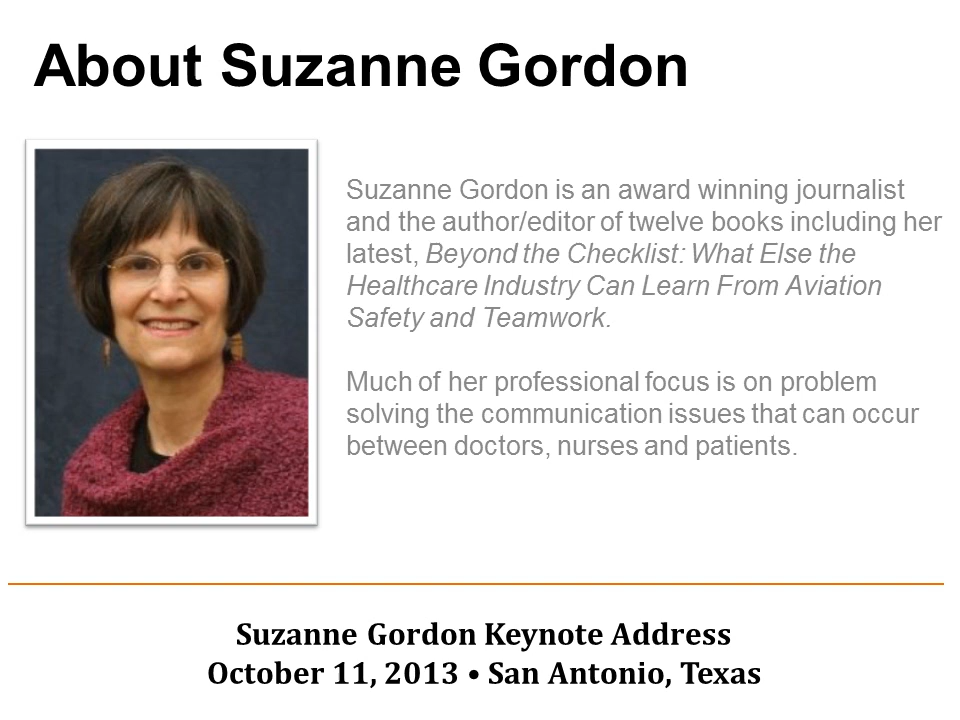 About Suzanne Gordon
Suzanne Gordon is an award winning journalist
and the author/editor of twelve books including her
latest, Beyond the Checklist: What Else the
Healthcare Industry Can Learn From Aviation
Safety and Teamwork.
Much of her professional focus is on problem
solving the communication issues that can occur
between doctors, nurses and patients.
Suzanne Gordon Keynote Address
October 11, 2013 • San Antonio, Texas